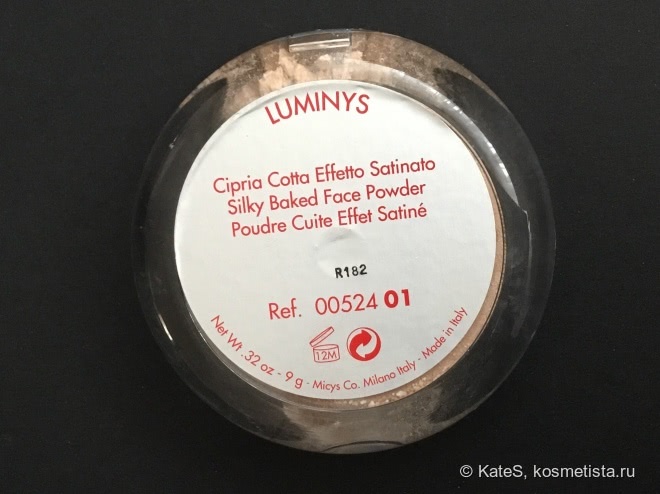 LUMINYS
Cipria Cotta Effetto Satinato
Silky Baked Face Powder
Poudre Cuite Effet Satiné
R182
Ref. 00524 01
12M
Net Wt .32 oz - 9 g · Micys Co. Milano Italy · Made in Italy
© KateS, kosmetista.ru